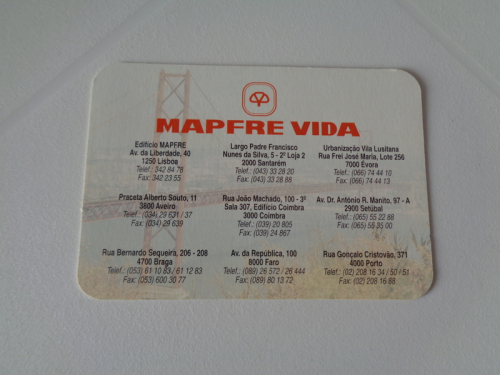 MAPFRE VIDA
Edifício MAPFRE
Av. da Liberdade, 40
1250 Lisboa
Telef.: 342 84 78
Fax: 342 23 55
Largo Padre Francisco
Nunes da Silva, 5 - 2º Loja 2
2000 Santarém
Telef.: (043) 33 28 20
Fax: (043) 33 28 88
Urbanização Vila Lusitana
Rua Frei José Maria, Lote 256
7000 Évora
Telef.: (066) 74 44 10
Fax: (066) 74 44 13
Praceta Alberto Souto, 11
3800 Aveiro
Telef.: (034) 29 631 / 37
Fax: (034) 29 639
Rua João Machado, 100 - 3º
Sala 307, Edifício Coimbra
3000 Coimbra
Telef.: (039) 20 805
Fax: (039) 24 867
Av. Dr. António R. Manito, 97 - A
2900 Setúbal
Telef.: (065) 55 22 86
Fax: (065) 55 25 00
Rua Bernardo Sequeira, 206 - 208
4700 Braga
Telef.: (053) 61 10 83 / 61 12 83
Fax: (053) 600 30 77
Av. da República, 100
8000 Faro
Telef.: (089) 26 572 / 26 444
Fax: (089) 80 13 72
Rua Gonçalo Cristovão, 371
4000 Porto
Telef.: (02) 208 16 34 / 50 / 51
Fax: (02) 208 16 88